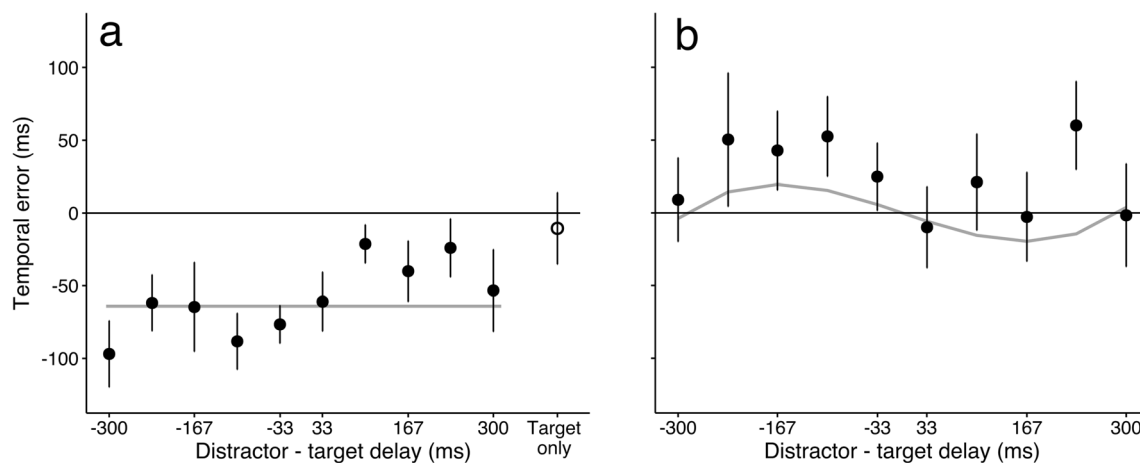 a
b
Temporal error (ms)
100
50
0
-50
-100
-300
-167
-33
33
167
300
Target
only
Distractor - target delay (ms)
-300
-167
-33
33
167
300
Distractor - target delay (ms)